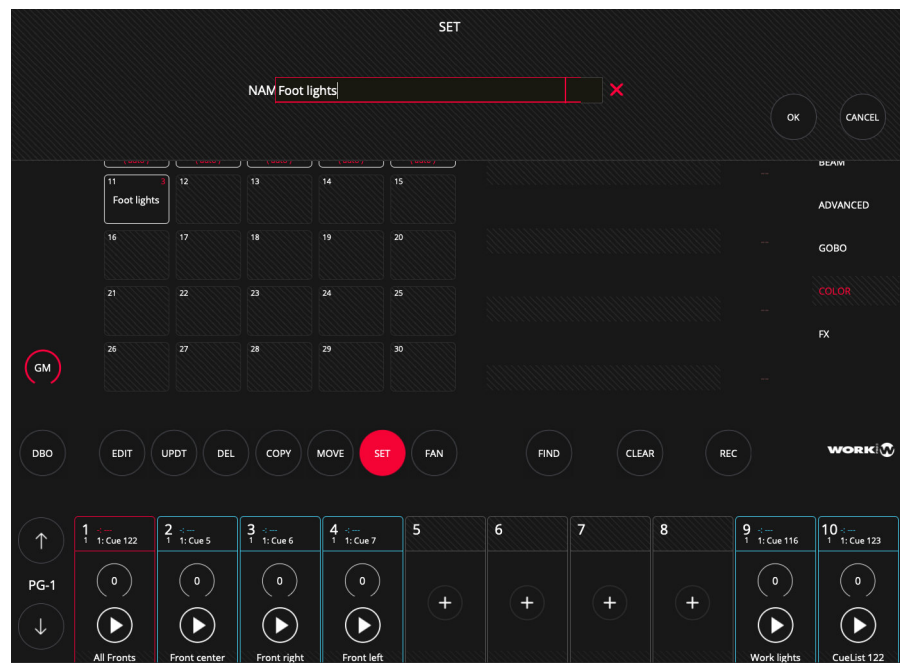 SET
NAM Foot lights
OK
CANCEL
BEAM
11 3 12 13 14 15
Foot lights
ADVANCED
16 17 18 19 20
GOBO
21 22 23 24 25
COLOR
FX
26 27 28 29 30
GM
DBO EDIT UPDT DEL COPY MOVE SET FAN FIND CLEAR REC WORK
1 -:--- 2 -:--- 3 -:--- 4 -:--- 5 6 7 8 9 -:--- 10 -:---
1 1: Cue 122 1 1: Cue 5 1 1: Cue 6 1 1: Cue 7 1 1: Cue 116 1 1: Cue 123
0 0 0 0 0 0
PG-1
+ + + +
All Fronts Front center Front right Front left Work lights CueList 122